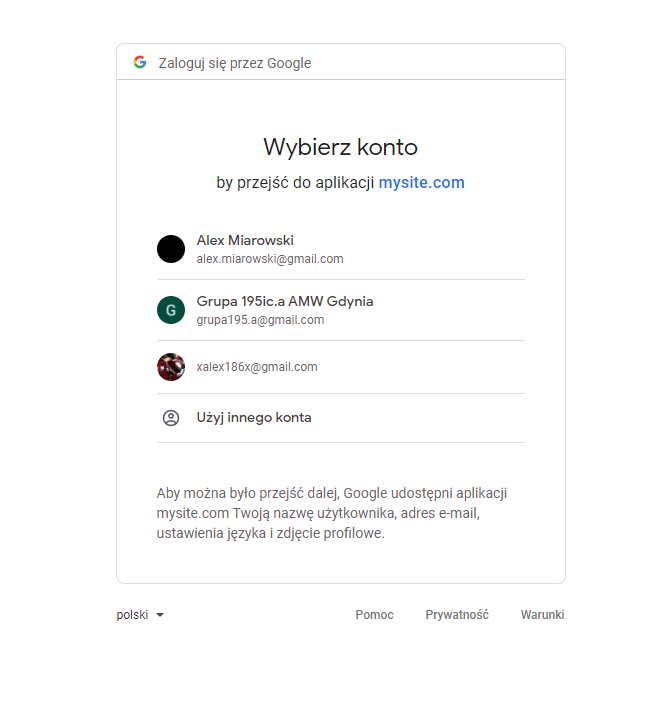 Zaloguj się przez Google
Wybierz konto
by przejść do aplikacji mysite.com
Alex Miarowski
alex.miarowski@gmail.com
G
Grupa 195ic.a AMW Gdynia
grupa195.a@gmail.com
xalex186x@gmail.com
Użyj innego konta
Aby można było przejść dalej, Google udostępni aplikacji
mysite.com Twoją nazwę użytkownika, adres e-mail,
ustawienia języka i zdjęcie profilowe.
polski Pomoc Prywatność Warunki